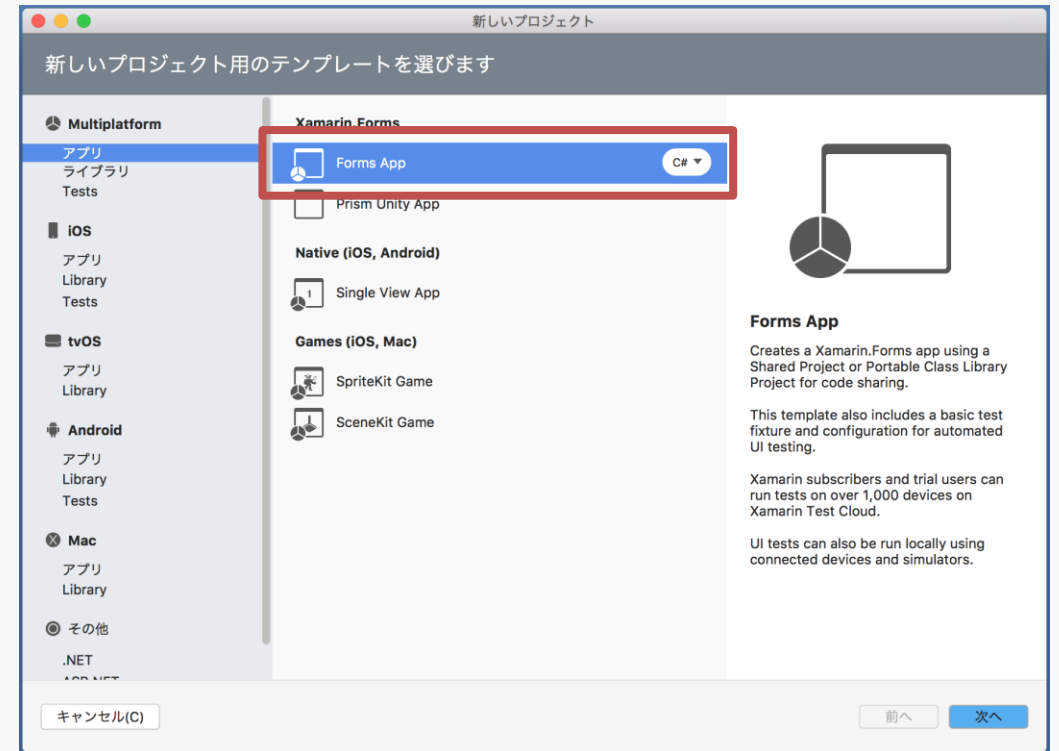 新しいプロジェクト
新しいプロジェクト用のテンプレートを選びます
Multiplatform
アプリ
ライブラリ
Tests
iOS
アプリ
Library
Tests
tvOS
アプリ
Library
Android
アプリ
Library
Tests
Mac
アプリ
Library
その他
.NET
ASP.NET
Xamarin.Forms
Forms App
C#
Prism Unity App
Native (iOS, Android)
1
Single View App
Games (iOS, Mac)
SpriteKit Game
SceneKit Game
Forms App
Creates a Xamarin.Forms app using a
Shared Project or Portable Class Library
Project for code sharing.
This template also includes a basic test
fixture and configuration for automated
UI testing.
Xamarin subscribers and trial users can
run tests on over 1,000 devices on
Xamarin Test Cloud.
UI tests can also be run locally using
connected devices and simulators.
キャンセル(C)
前へ
次へ